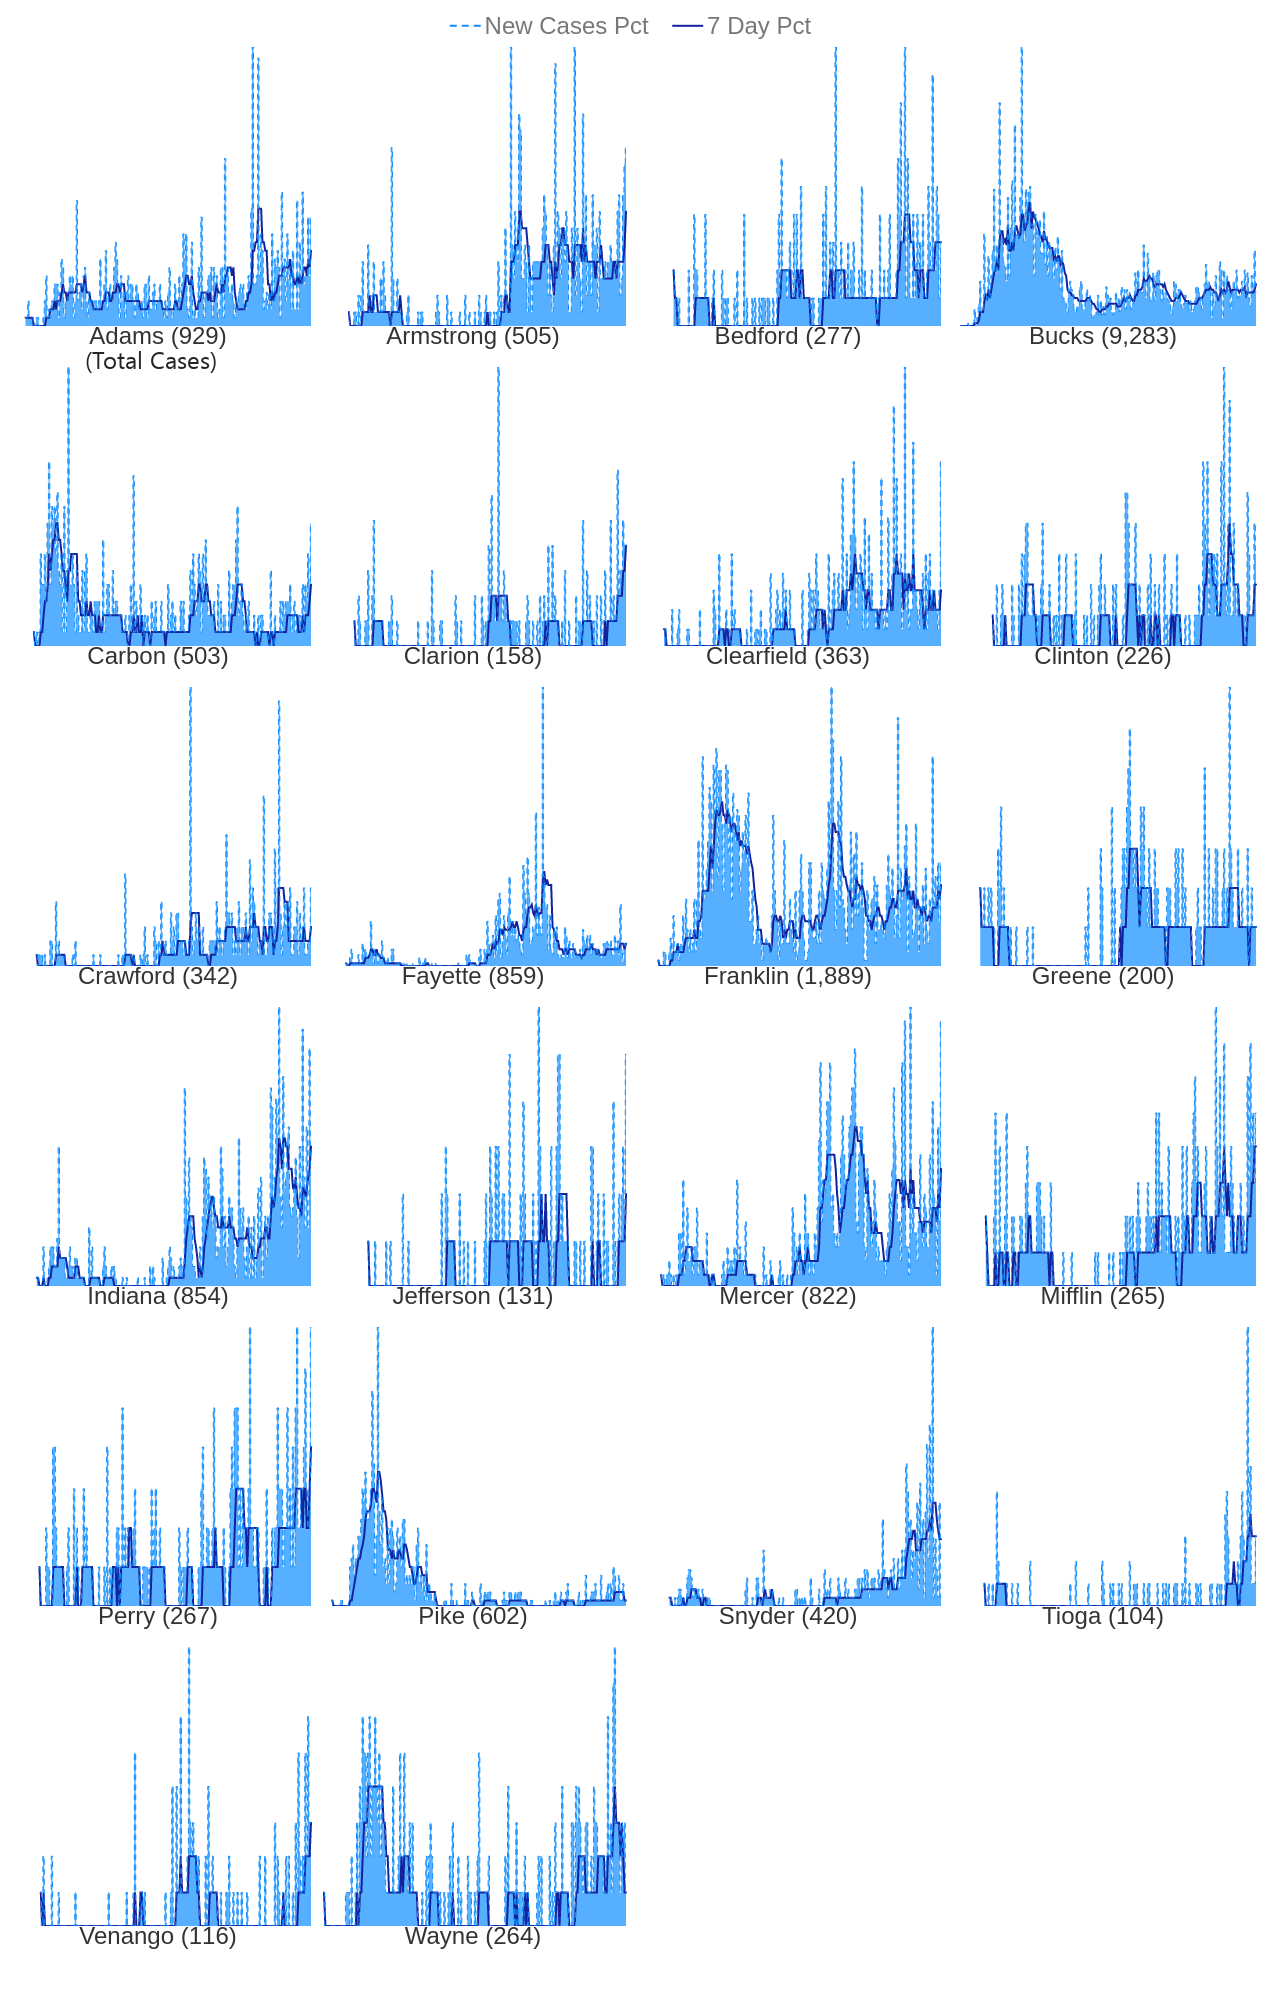 New Cases Pct 7 Day Pct
Adams (929) Armstrong (505) Bedford (277) Bucks (9,283)
(Total Cases)
Carbon (503) Clarion (158) Clearfield (363) Clinton (226)
Crawford (342) Fayette (859) Franklin (1,889) Greene (200)
Indiana (854) Jefferson (131) Mercer (822) Mifflin (265)
Perry (267) Pike (602) Snyder (420) Tioga (104)
Venango (116) Wayne (264)